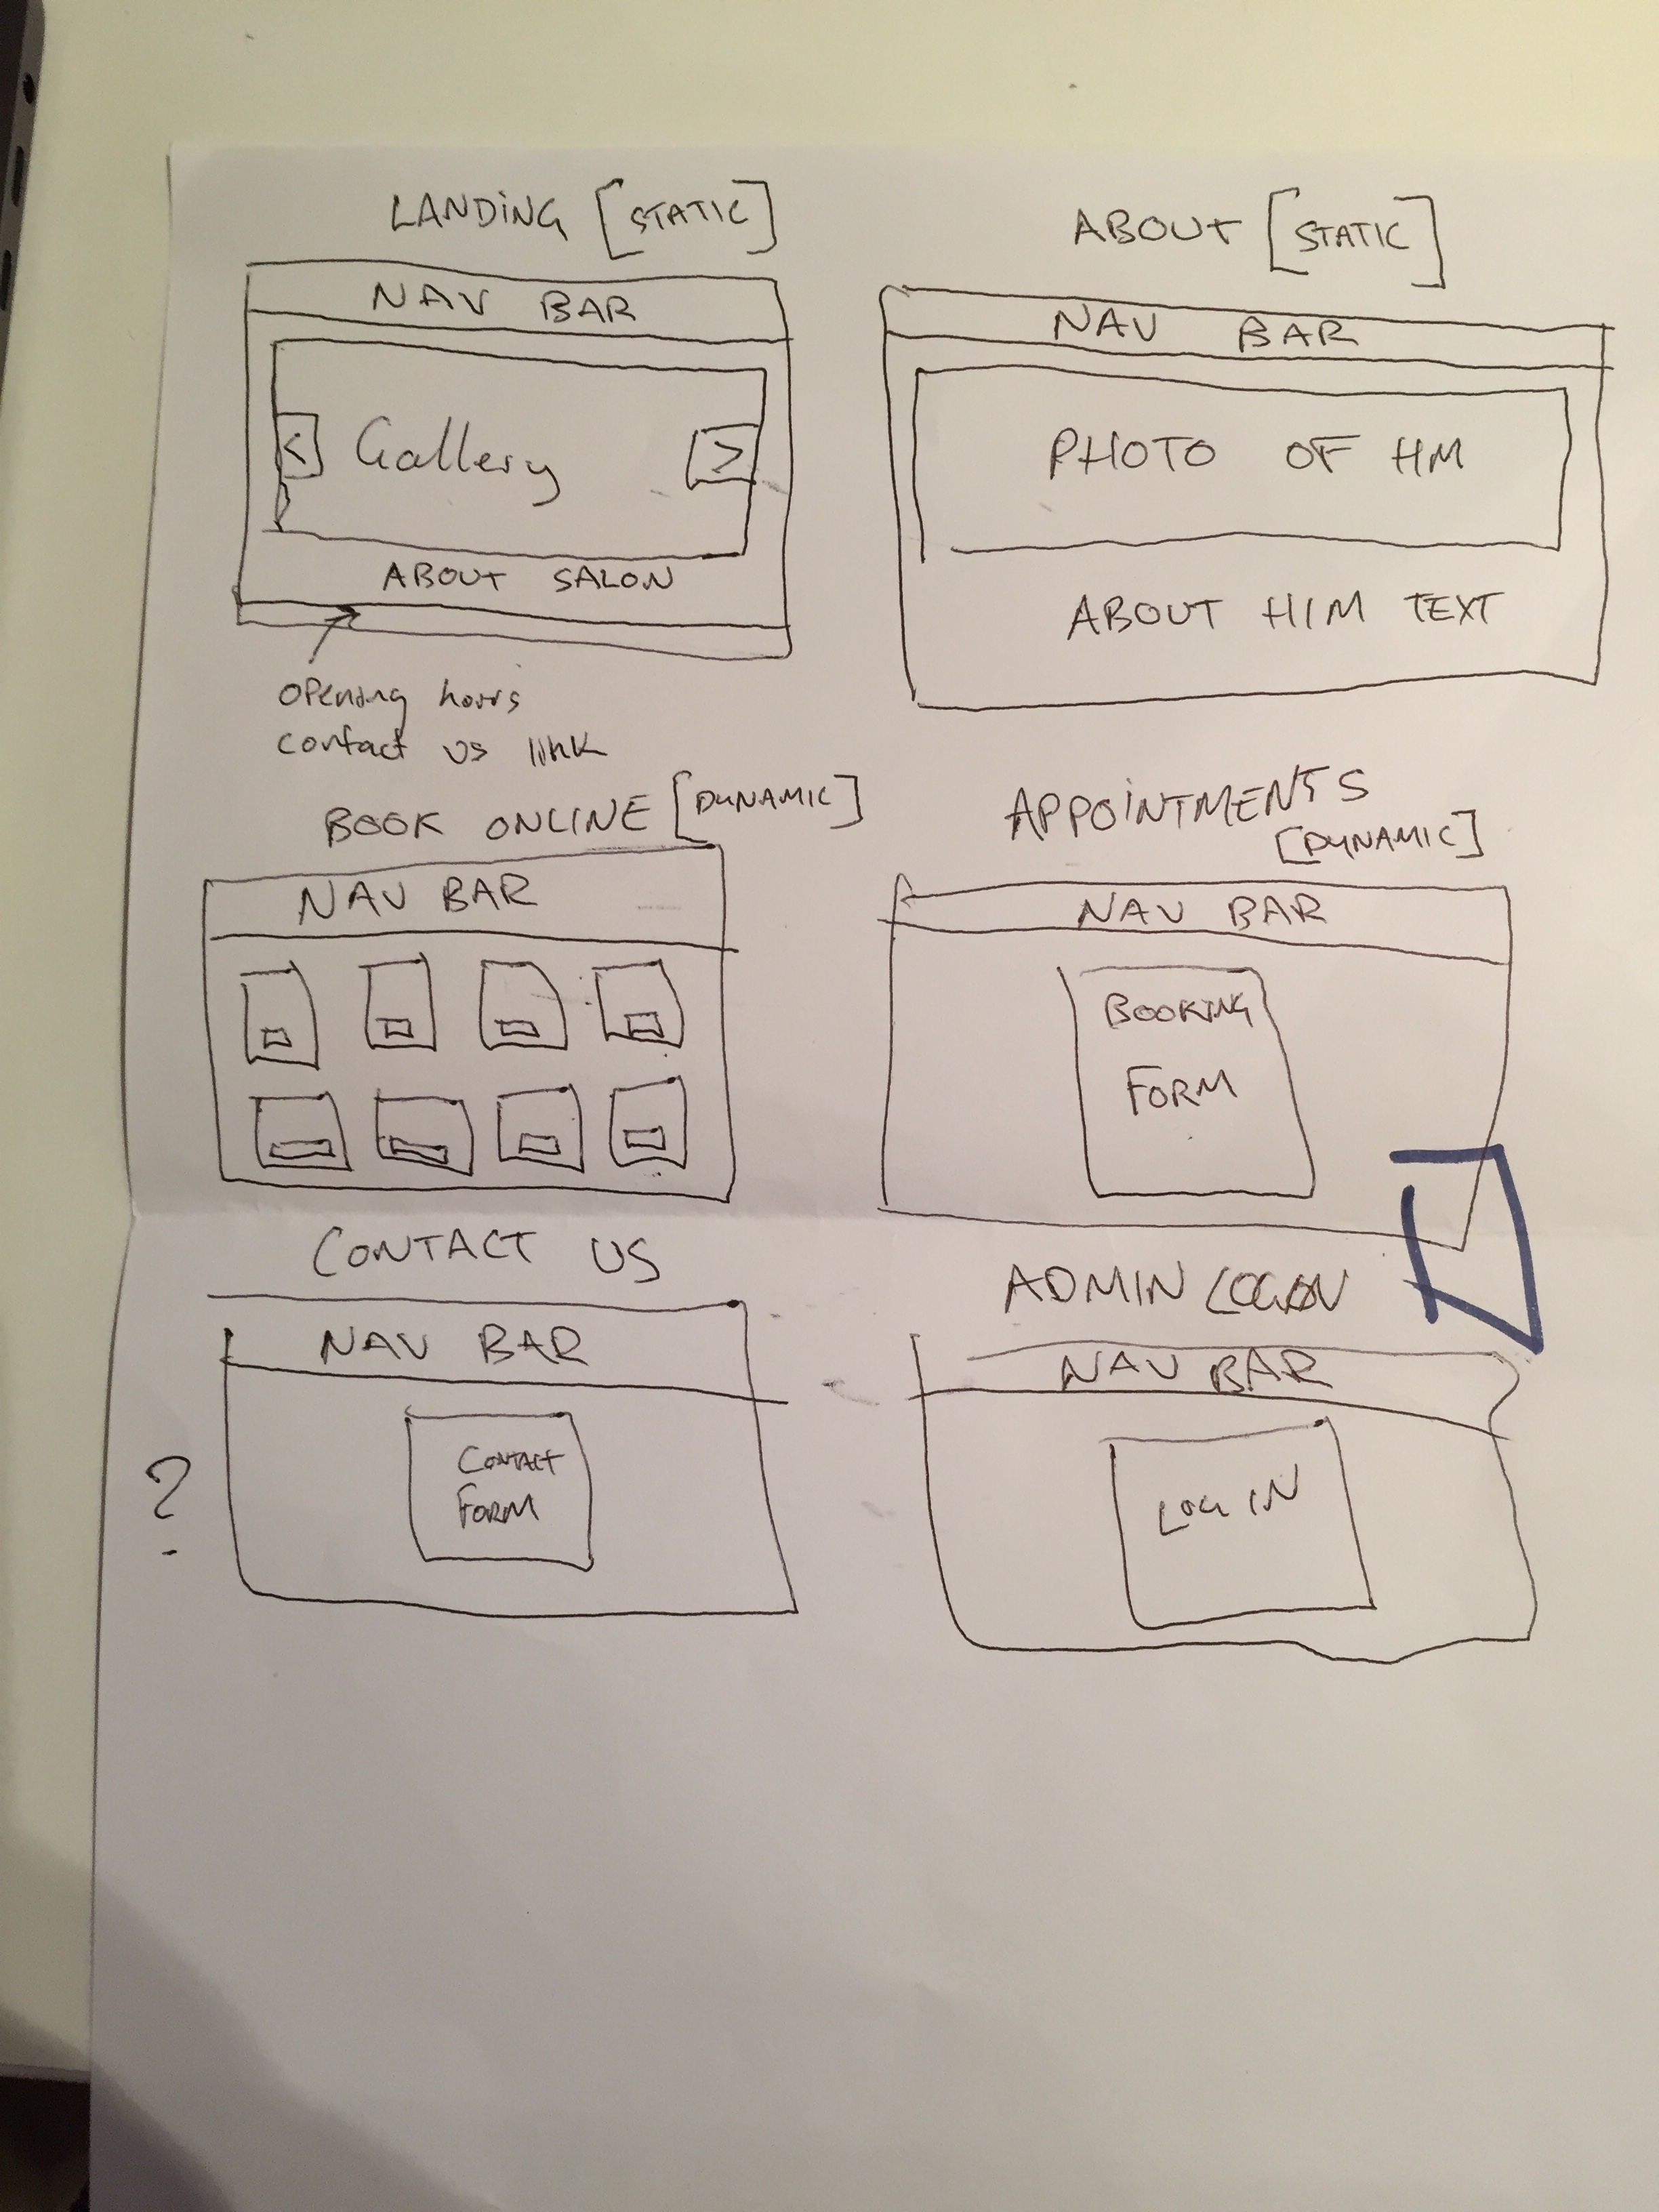 LANDING [STATIC]
NAV BAR
< Gallery >
ABOUT SALON
Opening hours
contact us link
ABOUT [STATIC]
NAV BAR
PHOTO OF HM
ABOUT HIM TEXT
BOOK ONLINE [DYNAMIC]
NAV BAR
APPOINTMENTS
[DYNAMIC]
NAV BAR
BOOKING
FORM
CONTACT US
NAV BAR
CONTACT
FORM
?
ADMIN LOGON
NAV BAR
LOG IN